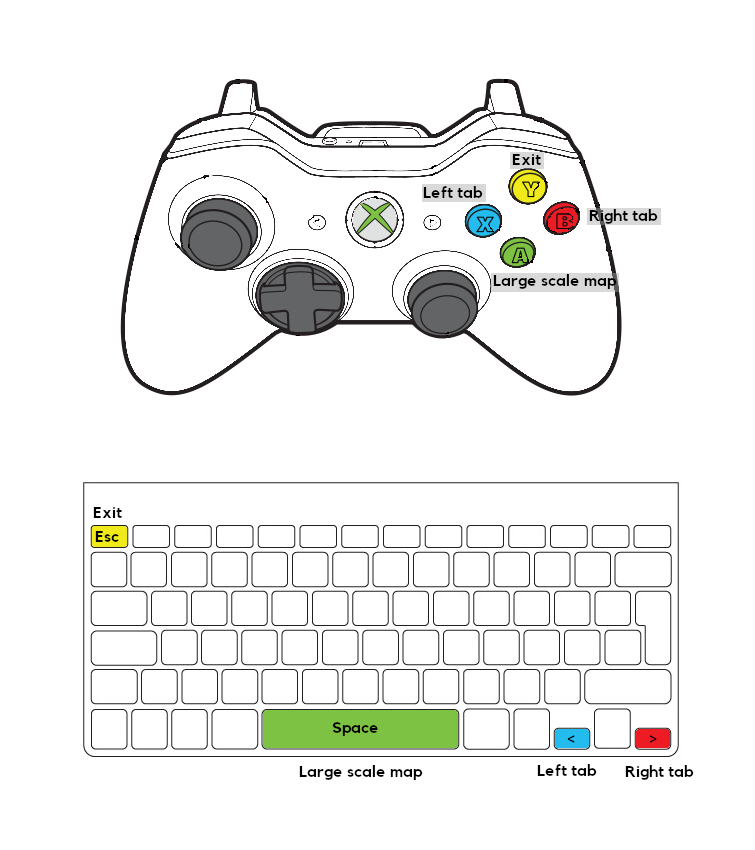 Exit
Y
Left tab
X
B
Right tab
A
Large scale map
Exit
Esc
Space
<
>
Large scale map
Left tab
Right tab